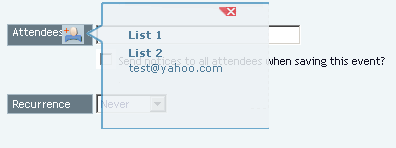 Attendees
List 1
List 2
test@yahoo.com
Send notices to all attendees when saving this event?
Recurrence
Never